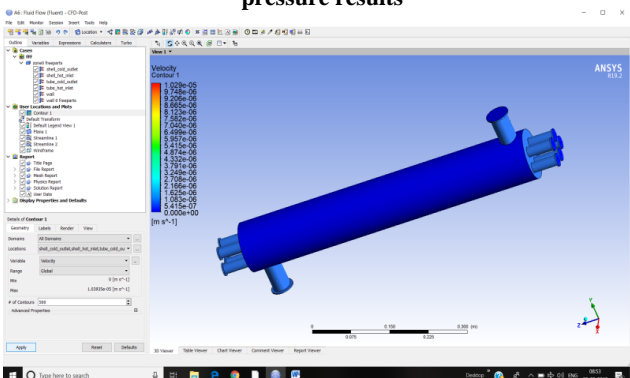 pressure results
A6 : Fluid Flow (Fluent) - CFD-Post
File Edit Monitor Session Insert Tools Help
Location
Outline Variables Expressions Calculators Turbo
Cases
FFF
shell_cold_outlet
shell_hot_inlet
tube_cold_outlet
tube_hot_inlet
wall
User Locations and Plots
Contour 1
Default Transform
Default Legend View 1
Plane 1
Streamline 1
Streamline 2
Wireframe
Report
Title Page
File Report
Mesh Report
Physics Report
Solution Report
User Data
Display Properties and Defaults
Details of Contour 1
Geometry Labels Render View
Domains All Domains
Locations shell_cold_outlet,shell_hot_inlet,tube_cold_ou
Variable Velocity
Range Global
Min 0 [m s^-1]
Max
# of Contours 500
Advanced Properties
Apply Reset Defaults
View 1
Velocity
Contour 1
1.029e-05
9.748e-06
9.206e-06
8.665e-06
8.123e-06
7.582e-06
7.040e-06
6.499e-06
5.957e-06
5.415e-06
4.874e-06
4.332e-06
3.791e-06
3.249e-06
2.708e-06
2.166e-06
1.625e-06
1.083e-06
5.415e-07
0.000e+00
[m s^-1]
ANSYS
R19.2
0 0.150 0.300 (m)
0.075 0.225
Y
Z X
3D Viewer Table Viewer Chart Viewer Comment Viewer Report Viewer
Type here to search
Desktop
ENG
08:53